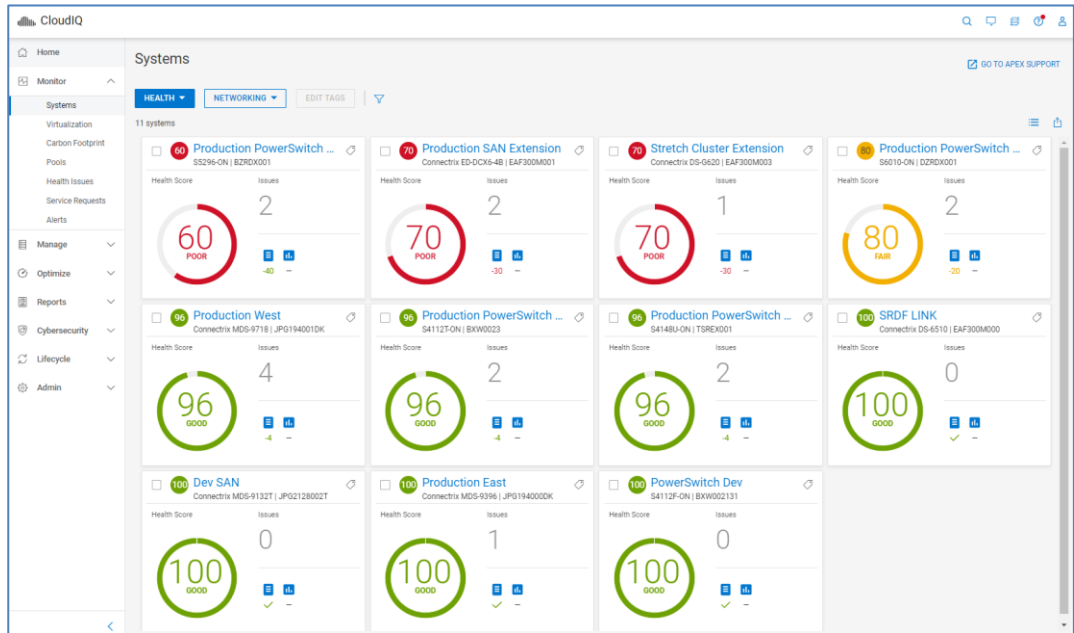 CloudIQ
Home
Monitor
Systems
Virtualization
Carbon Footprint
Pools
Health Issues
Service Requests
Alerts
Manage
Optimize
Reports
Cybersecurity
Lifecycle
Admin
Systems
GO TO APEX SUPPORT
HEALTH NETWORKING EDIT TAGS
11 systems
60 Production PowerSwitch ...
S5296-ON | BZRDX001
Health Score Issues
60 POOR
2
-40 –
70 Production SAN Extension
Connectrix ED-DCX6-4B | EAF300M001
Health Score Issues
70 POOR
2
-30 –
70 Stretch Cluster Extension
Connectrix DS-G620 | EAF300M003
Health Score Issues
70 POOR
1
-30 –
80 Production PowerSwitch ...
S6010-ON | DZRDX001
Health Score Issues
80 FAIR
2
-20 –
96 Production West
Connectrix MDS-9718 | JPG194001DK
Health Score Issues
96 GOOD
4
-4 –
96 Production PowerSwitch ...
S4112T-ON | BXW0023
Health Score Issues
96 GOOD
2
-4 –
96 Production PowerSwitch ...
S4148U-ON | TSREX001
Health Score Issues
96 GOOD
2
-4 –
100 SRDF LINK
Connectrix DS-6510 | EAF300M000
Health Score Issues
100 GOOD
0
–
100 Dev SAN
Connectrix MDS-9132T | JPG2128002T
Health Score Issues
100 GOOD
0
–
100 Production East
Connectrix MDS-9396 | JPG194000DK
Health Score Issues
100 GOOD
1
–
100 PowerSwitch Dev
S4112F-ON | BXW002131
Health Score Issues
100 GOOD
0
–